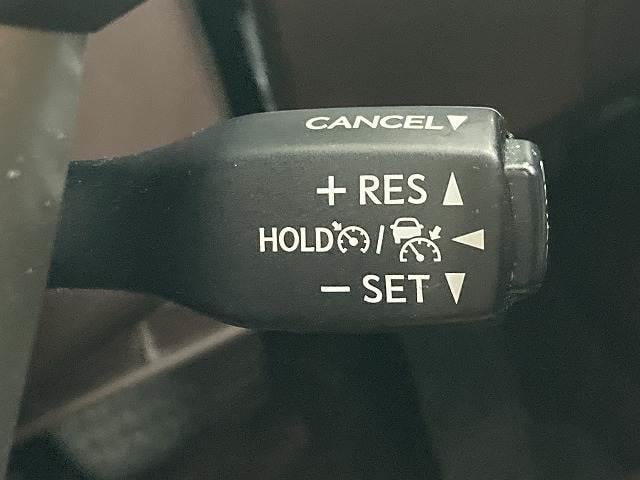 CANCEL▼
+ RES ▲
HOLD / ◀
− SET ▼